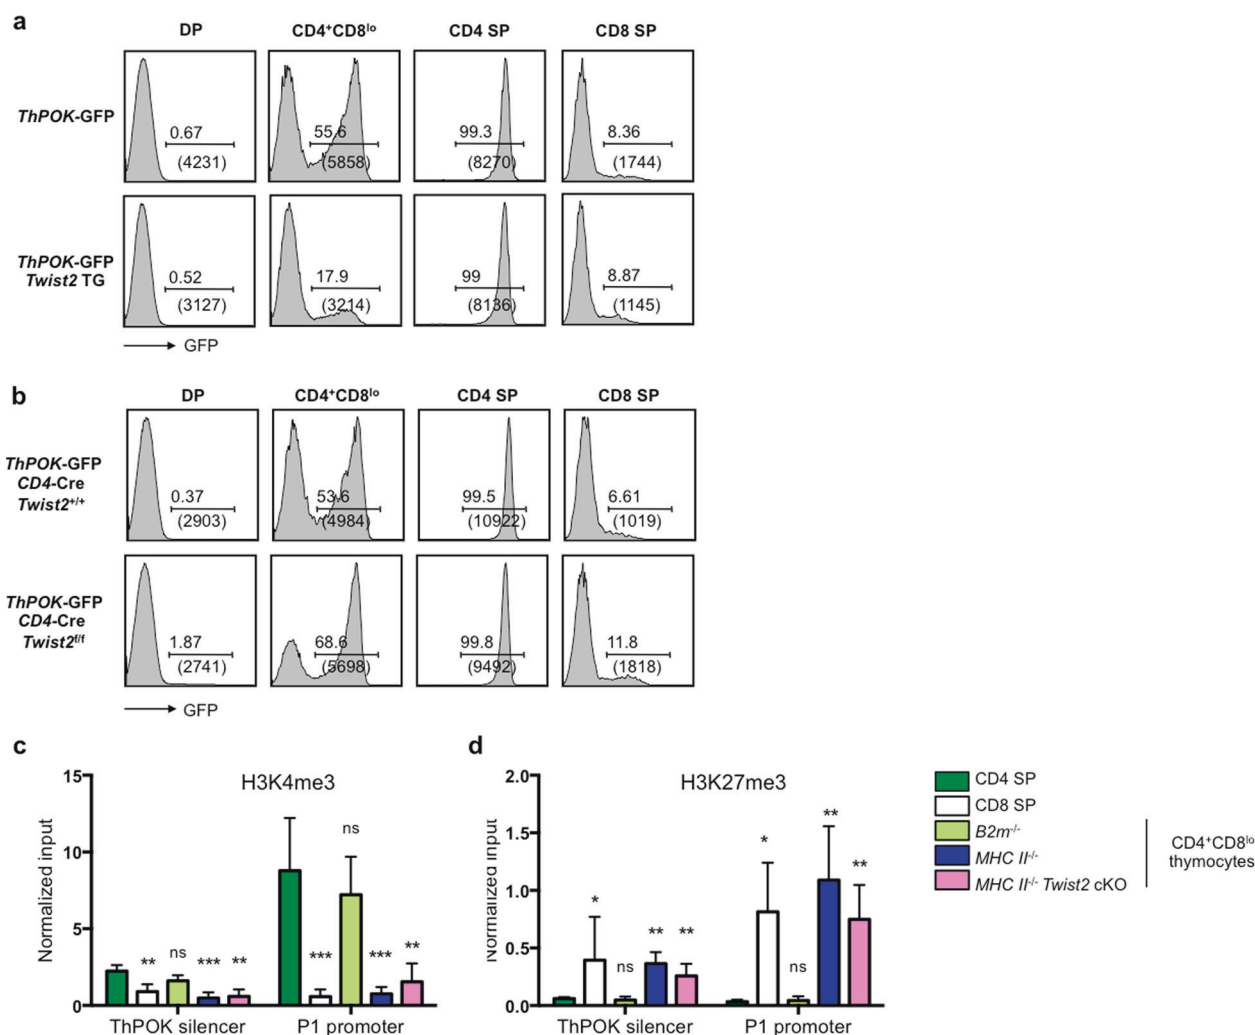 a
DP CD4⁺CD8ˡᵒ CD4 SP CD8 SP
ThPOK-GFP
0.67 55.6 99.3 8.36
(4231) (5858) (8270) (1744)
ThPOK-GFP
Twist2 TG
0.52 17.9 99 8.87
(3127) (3214) (8136) (1145)
GFP
b
DP CD4⁺CD8ˡᵒ CD4 SP CD8 SP
ThPOK-GFP
CD4-Cre
Twist2⁺/⁺
0.37 53.6 99.5 6.61
(2903) (4984) (10922) (1019)
ThPOK-GFP
CD4-Cre
Twist2ᶠ/ᶠ
1.87 68.6 99.8 11.8
(2741) (5698) (9492) (1818)
GFP
c
H3K4me3
Normalized input
15
10
5
0
** ns *** **
*** ns *** **
ThPOK silencer P1 promoter
d
H3K27me3
Normalized input
2.0
1.5
1.0
0.5
0.0
* ns ** **
* ns ** **
ThPOK silencer P1 promoter
CD4 SP
CD8 SP
B2m⁻/⁻
MHC II⁻/⁻
MHC II⁻/⁻ Twist2 cKO
CD4⁺CD8ˡᵒ
thymocytes